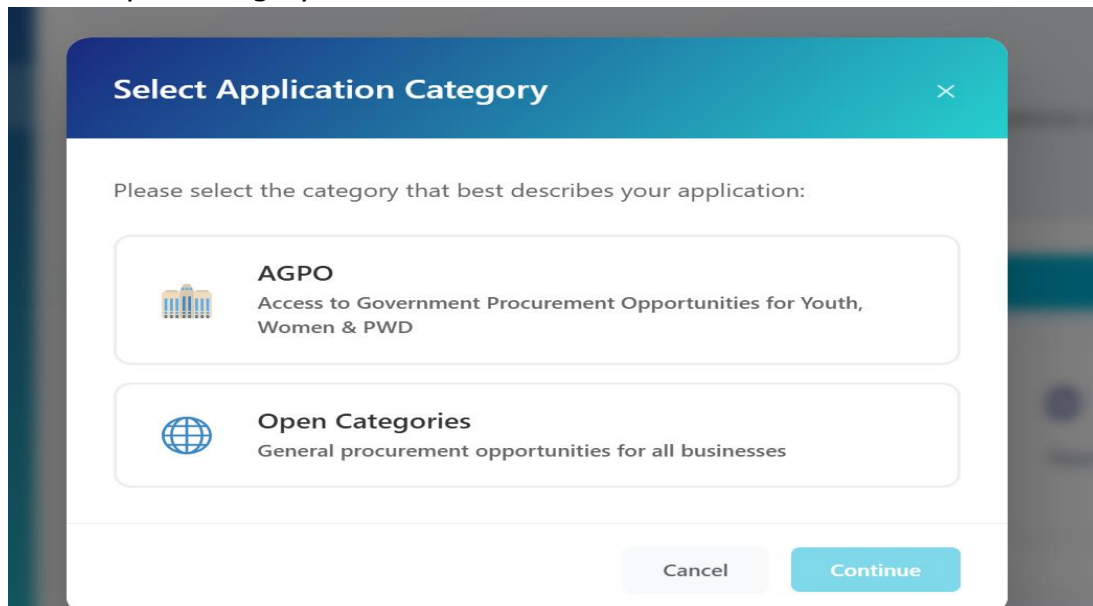 Select Application Category
Please select the category that best describes your application:
AGPO
Access to Government Procurement Opportunities for Youth,
Women & PWD
Open Categories
General procurement opportunities for all businesses
Cancel
Continue